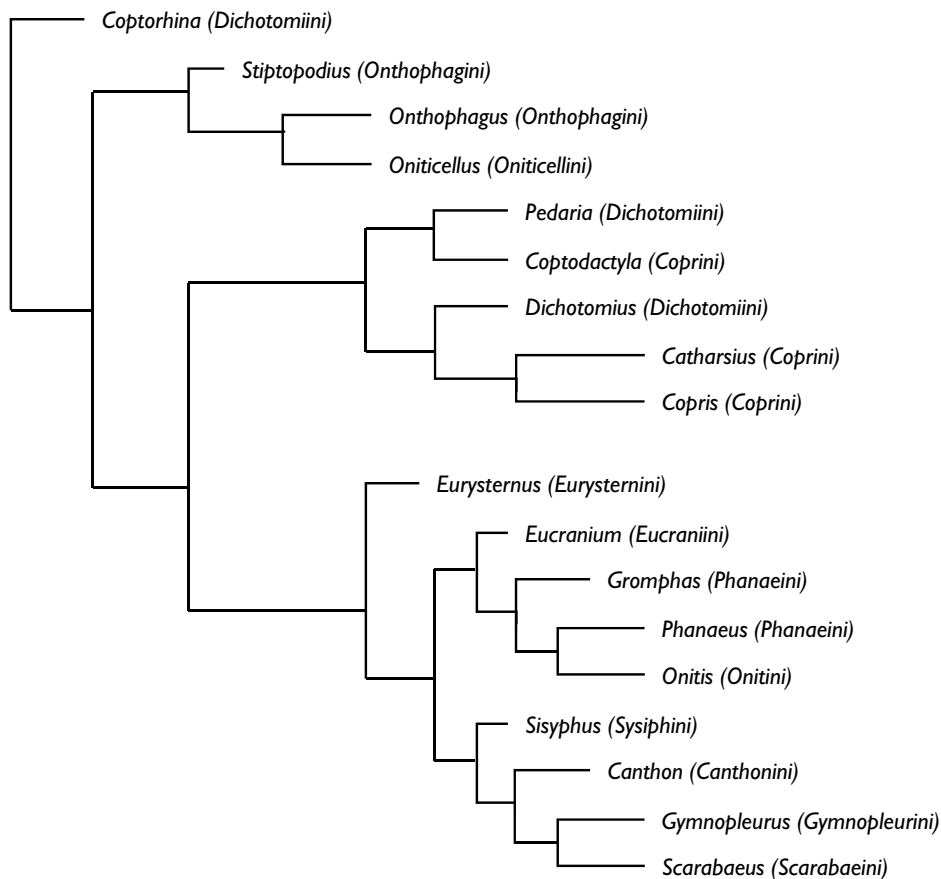 Coptorhina (Dichotomiini)
Stiptopodius (Onthophagini)
Onthophagus (Onthophagini)
Oniticellus (Oniticellini)
Pedaria (Dichotomiini)
Coptodactyla (Coprini)
Dichotomius (Dichotomiini)
Catharsius (Coprini)
Copris (Coprini)
Eurysternus (Eurysternini)
Eucranium (Eucraniini)
Gromphas (Phanaeini)
Phanaeus (Phanaeini)
Onitis (Onitini)
Sisyphus (Sysiphini)
Canthon (Canthonini)
Gymnopleurus (Gymnopleurini)
Scarabaeus (Scarabaeini)